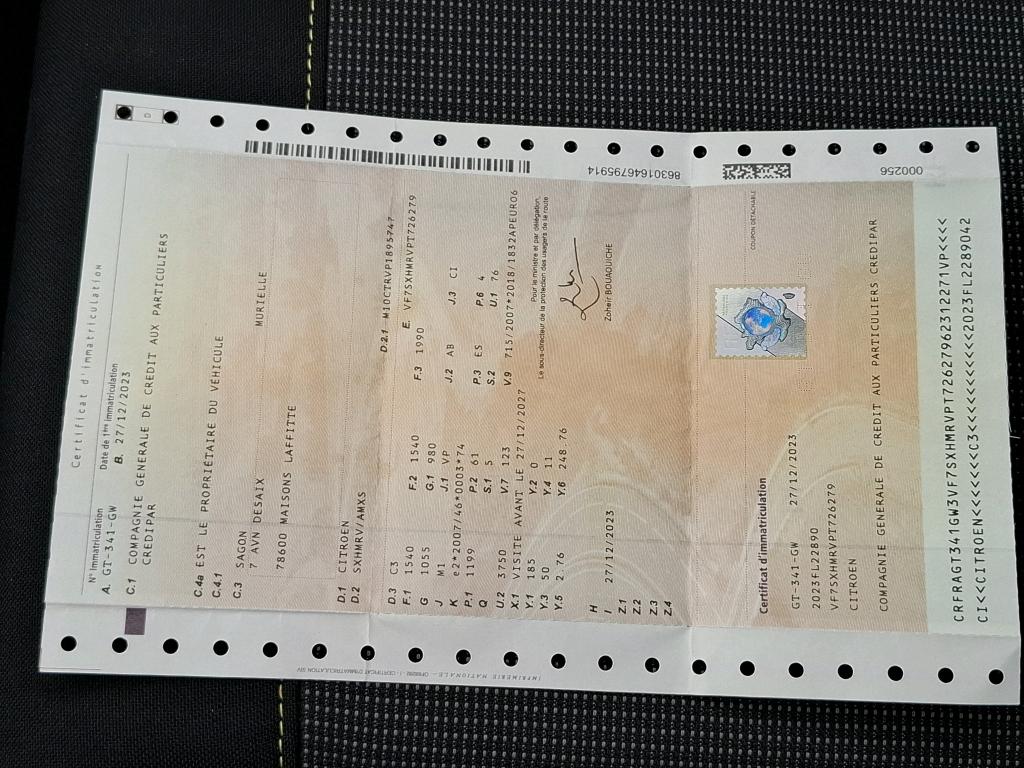 Certificat d'immatriculation
N° Immatriculation Date de 1ère immatriculation
A. GT-341-GW B. 27/12/2023
C.1 COMPAGNIE GENERALE DE CREDIT AUX PARTICULIERS
CREDIPAR
C.4a EST LE PROPRIÉTAIRE DU VÉHICULE
C.4.1
C.3 SAGON MURIELLE
7 AVN DESAIX
78600 MAISONS LAFFITTE
D.1 CITROEN
D.2 SXHMRV/AMXS D.2.1 M10CTRVP1895747
D.3 C3 E. VF7SXHMRVPT726279
F.1 1540 F.2 1540 F.3 1990
G 1055 G.1 980
J M1 J.1 VP J.2 AB J.3 CI
K e2*2007/46*0003*74
P.1 1199 P.2 61 P.3 ES P.6 4
Q S.1 5 S.2 U.1 76
U.2 3750 V.7 123 V.9 715/2007*2018/1832APEURO6
X.1 VISITE AVANT LE 27/12/2027
Y.1 185 Y.2 0
Y.3 50 Y.4 11
Y.5 2.76 Y.6 248.76
Pour le ministre et par délégation,
Le sous-directeur de la protection des usagers de la route
H
I 27/12/2023
Z.1
Z.2
Z.3
Z.4
Zoheir BOUAOUICHE
COUPON DÉTACHABLE
Certificat d'immatriculation
GT-341-GW 27/12/2023
2023FL22890
VF7SXHMRVPT726279
CITROEN
COMPAGNIE GENERALE DE CREDIT AUX PARTICULIERS CREDIPAR
CRFRAGT341GW3VF7SXHMRVPT72627962312271VP<<<<
CI<<CITROEN<<<<<<<C3<<<<<<<<<<<2023FL2289042
86301646795914
000256
D
IMPRIMERIE NATIONALE